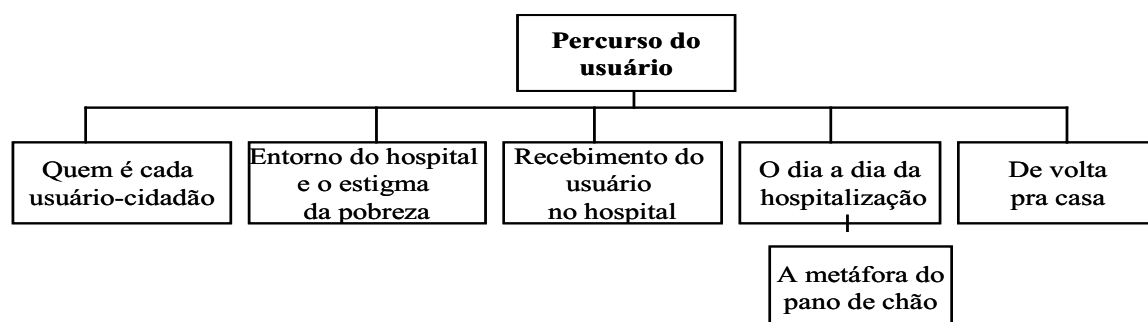 Percurso do
usuário
Quem é cada
usuário-cidadão
Entorno do hospital
e o estigma
da pobreza
Recebimento do
usuário
no hospital
O dia a dia da
hospitalização
De volta
pra casa
A metáfora do
pano de chão